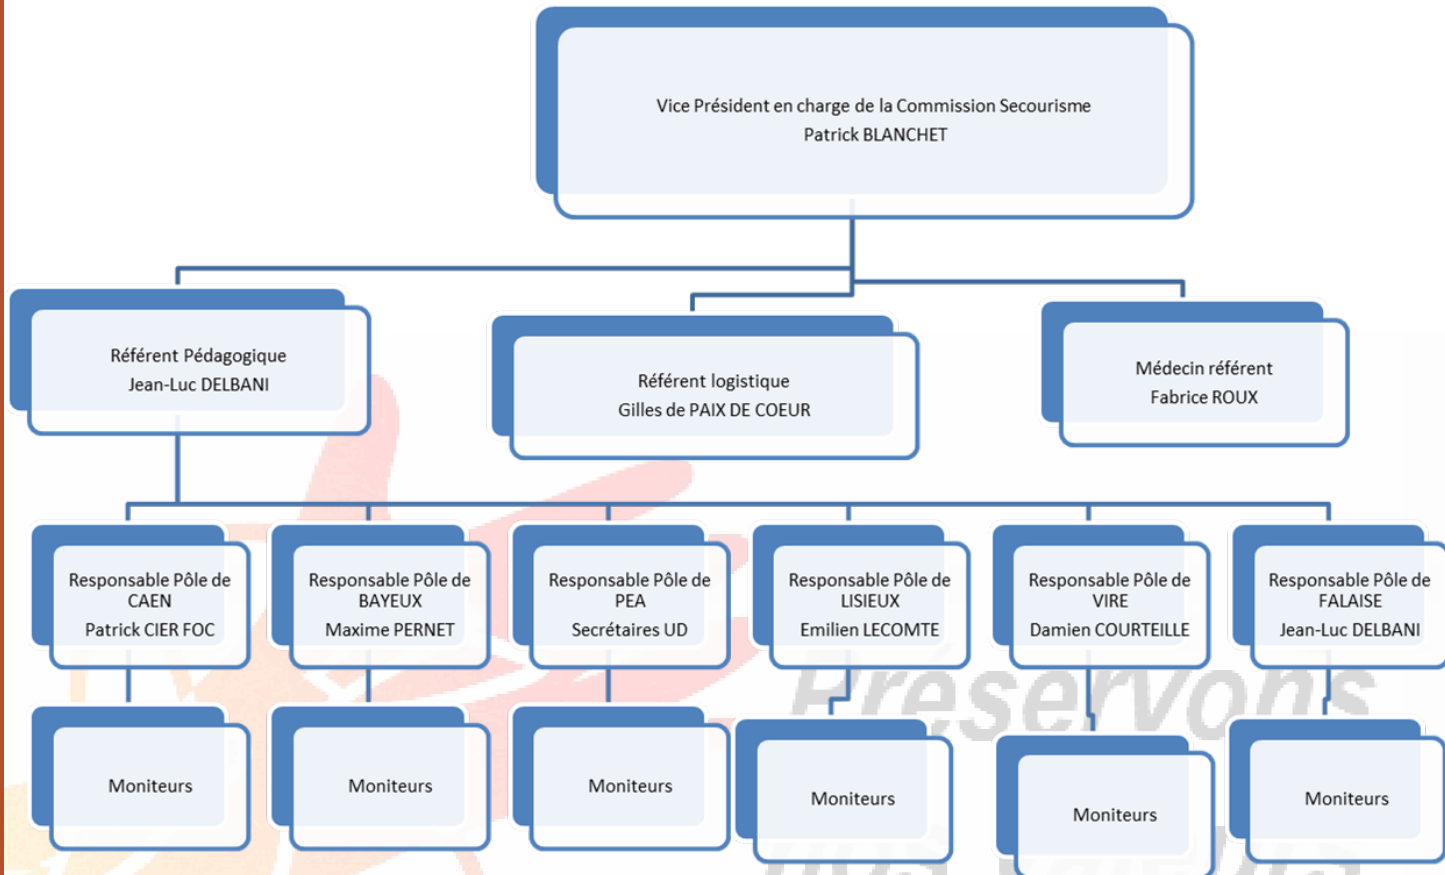 Vice Président en charge de la Commission Secourisme
Patrick BLANCHET
Référent Pédagogique
Jean-Luc DELBANI
Référent logistique
Gilles de PAIX DE COEUR
Médecin référent
Fabrice ROUX
Responsable Pôle de
CAEN
Patrick CIER FOC
Responsable Pôle de
BAYEUX
Maxime PERNET
Responsable Pôle de
PEA
Secrétaires UD
Responsable Pôle de
LISIEUX
Emilien LECOMTE
Responsable Pôle de
VIRE
Damien COURTEILLE
Responsable Pôle de
FALAISE
Jean-Luc DELBANI
Préservons
Moniteurs
Moniteurs
Moniteurs
Moniteurs
Moniteurs
Moniteurs